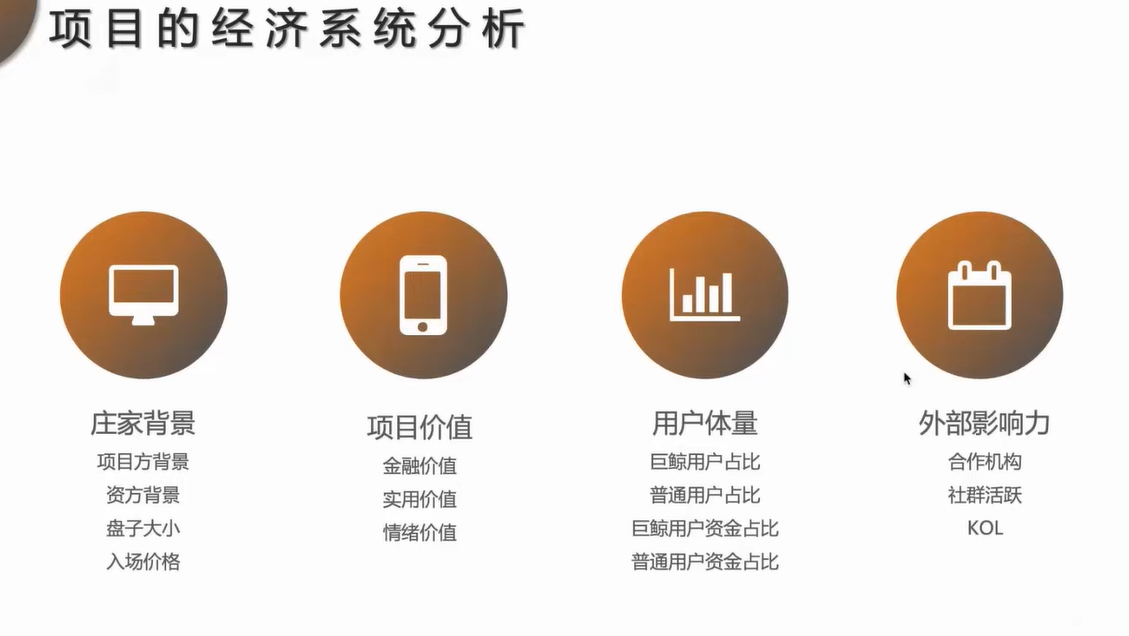 项目的经济系统分析
庄家背景
项目方背景
资方背景
盘子大小
入场价格
项目价值
金融价值
实用价值
情绪价值
用户体量
巨鲸用户占比
普通用户占比
巨鲸用户资金占比
普通用户资金占比
外部影响力
合作机构
社群活跃
KOL